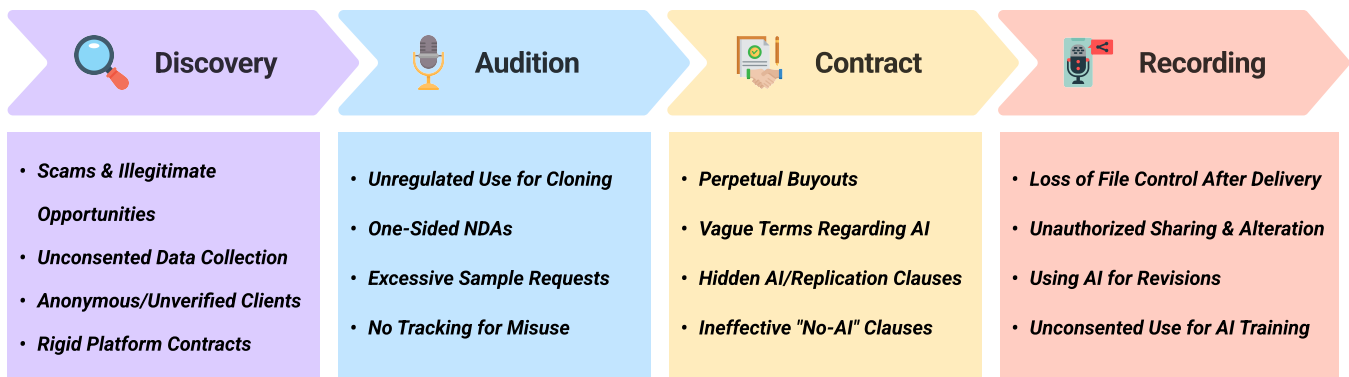 Discovery
Audition
Contract
Recording
• Scams & Illegitimate
Opportunities
• Unconsented Data Collection
• Anonymous/Unverified Clients
• Rigid Platform Contracts
• Unregulated Use for Cloning
• One-Sided NDAs
• Excessive Sample Requests
• No Tracking for Misuse
• Perpetual Buyouts
• Vague Terms Regarding AI
• Hidden AI/Replication Clauses
• Ineffective "No-AI" Clauses
• Loss of File Control After Delivery
• Unauthorized Sharing & Alteration
• Using AI for Revisions
• Unconsented Use for AI Training